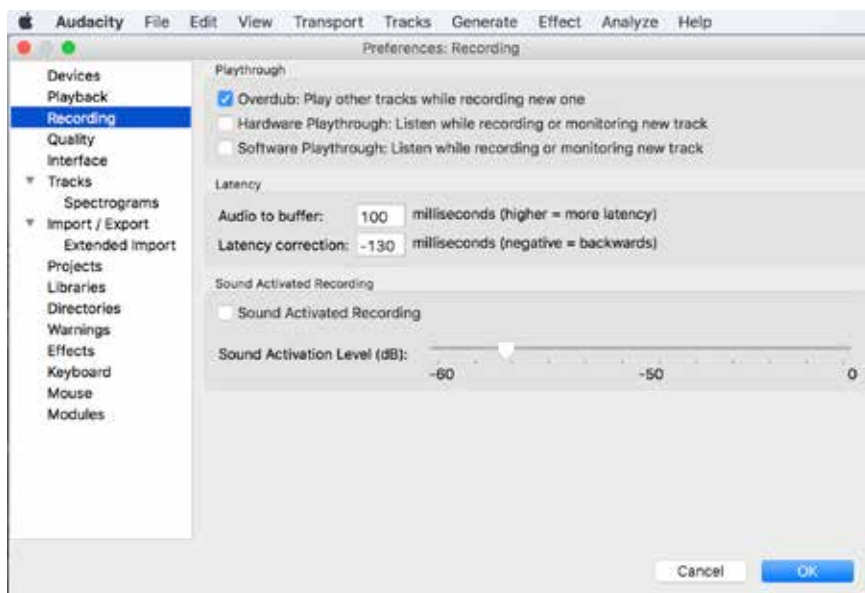 Audacity File Edit View Transport Tracks Generate Effect Analyze Help
Preferences: Recording
Devices
Playback
Recording
Quality
Interface
Tracks
Spectrograms
Import / Export
Extended Import
Projects
Libraries
Directories
Warnings
Effects
Keyboard
Mouse
Modules
Playthrough
Overdub: Play other tracks while recording new one
Hardware Playthrough: Listen while recording or monitoring new track
Software Playthrough: Listen while recording or monitoring new track
Latency
Audio to buffer: 100 milliseconds (higher = more latency)
Latency correction: -130 milliseconds (negative = backwards)
Sound Activated Recording
Sound Activated Recording
Sound Activation Level (dB):
-60 -50 0
Cancel OK